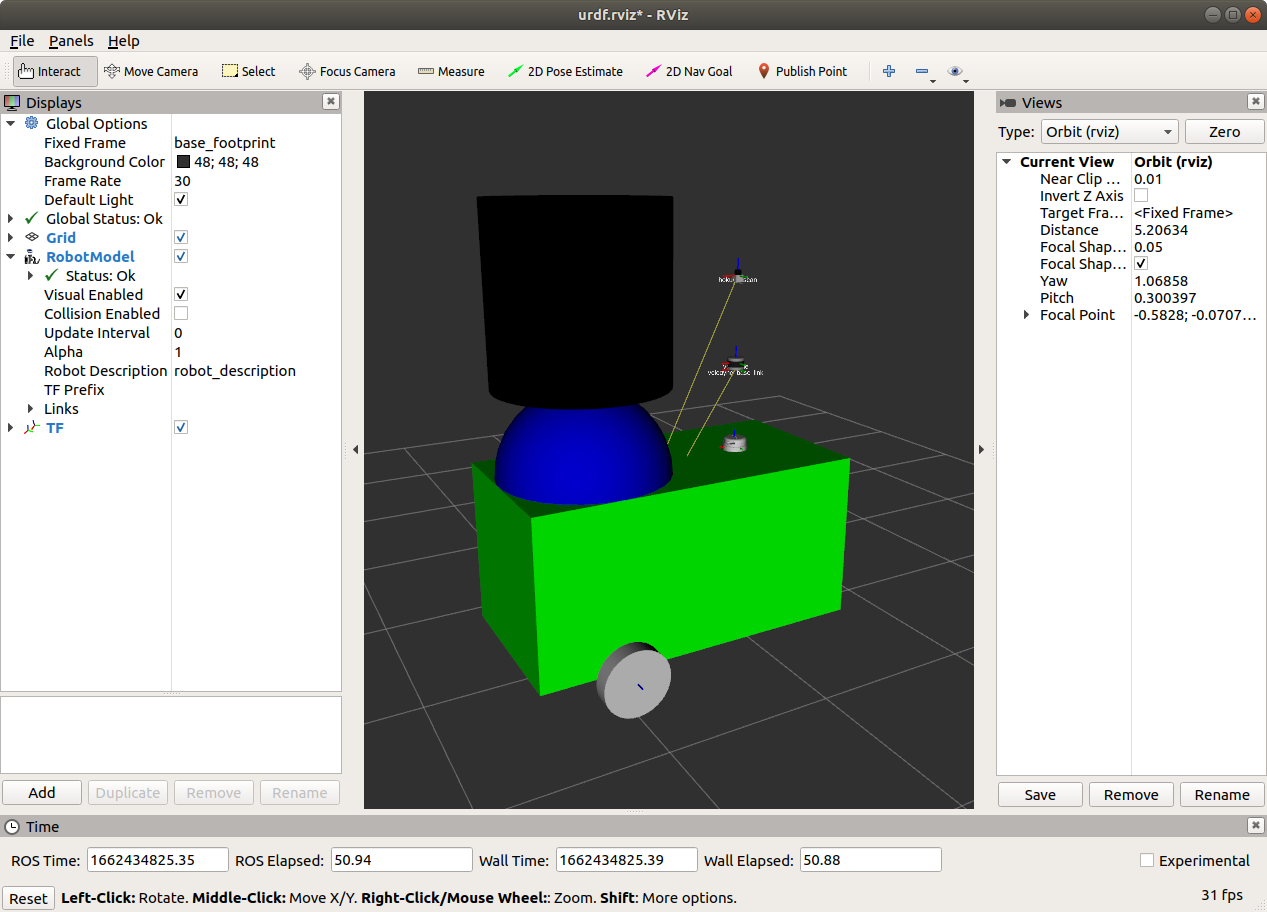 urdf.rviz* - RViz
File Panels Help
Interact Move Camera Select Focus Camera Measure 2D Pose Estimate 2D Nav Goal Publish Point
Displays
Global Options
Fixed Frame base_footprint
Background Color 48; 48; 48
Frame Rate 30
Default Light
Global Status: Ok
Grid
RobotModel
Status: Ok
Visual Enabled
Collision Enabled
Update Interval 0
Alpha 1
Robot Description robot_description
TF Prefix
Links
TF
Add Duplicate Remove Rename
velodyne_base_link
Views
Type: Orbit (rviz) Zero
Current View Orbit (rviz)
Near Clip ... 0.01
Invert Z Axis
Target Fra... <Fixed Frame>
Distance 5.20634
Focal Shap... 0.05
Focal Shap...
Yaw 1.06858
Pitch 0.300397
Focal Point -0.5828; -0.0707...
Save Remove Rename
Time
ROS Time: 1662434825.35 ROS Elapsed: 50.94 Wall Time: 1662434825.39 Wall Elapsed: 50.88 Experimental
Reset Left-Click: Rotate. Middle-Click: Move X/Y. Right-Click/Mouse Wheel:: Zoom. Shift: More options. 31 fps